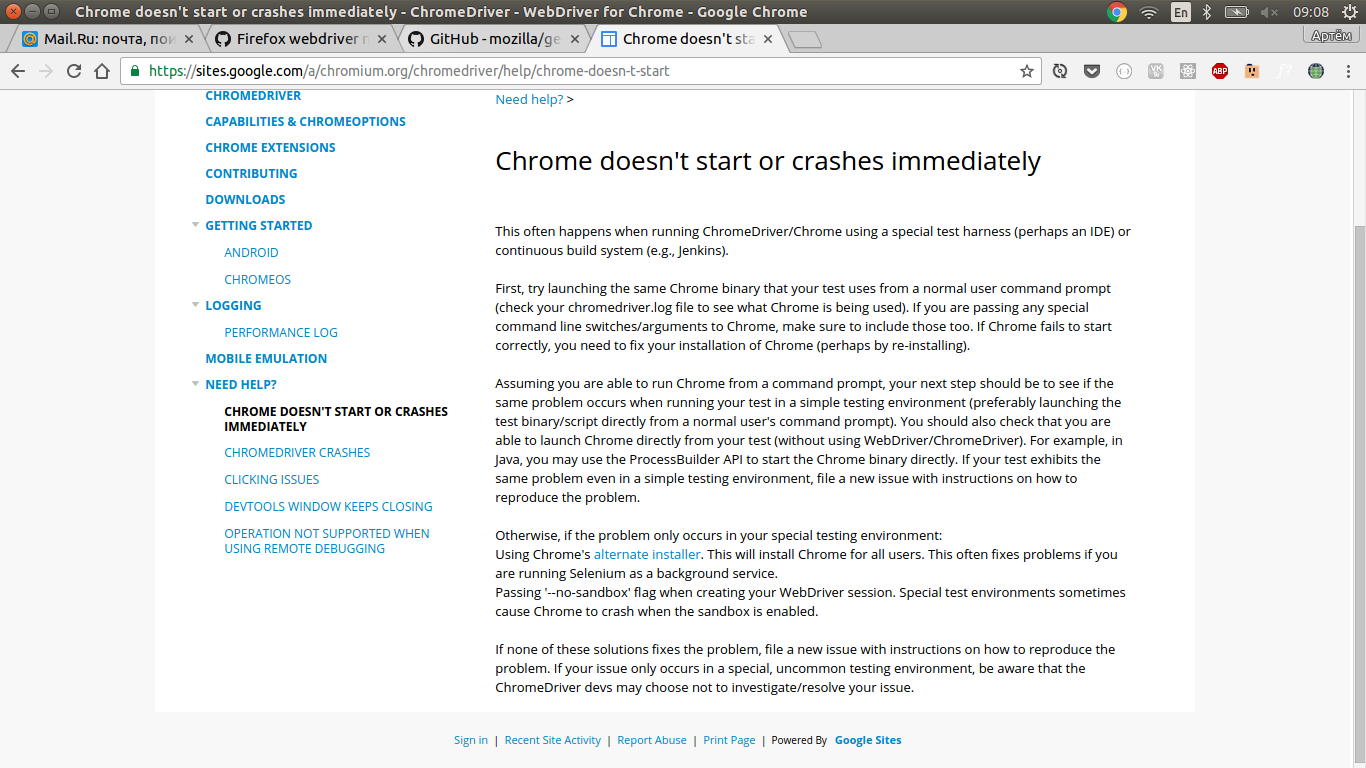 Chrome doesn't start or crashes immediately - ChromeDriver - WebDriver for Chrome - Google Chrome
En
09:08
Mail.Ru: почта, пои
Firefox webdriver n
GitHub - mozilla/ge
Chrome doesn't sta
Артём
https://sites.google.com/a/chromium.org/chromedriver/help/chrome-doesn-t-start
VK
ABP
f?
CHROMEDRIVER
CAPABILITIES & CHROMEOPTIONS
CHROME EXTENSIONS
CONTRIBUTING
DOWNLOADS
GETTING STARTED
ANDROID
CHROMEOS
LOGGING
PERFORMANCE LOG
MOBILE EMULATION
NEED HELP?
CHROME DOESN'T START OR CRASHES
IMMEDIATELY
CHROMEDRIVER CRASHES
CLICKING ISSUES
DEVTOOLS WINDOW KEEPS CLOSING
OPERATION NOT SUPPORTED WHEN
USING REMOTE DEBUGGING
Need help? >
Chrome doesn't start or crashes immediately
This often happens when running ChromeDriver/Chrome using a special test harness (perhaps an IDE) or
continuous build system (e.g., Jenkins).
First, try launching the same Chrome binary that your test uses from a normal user command prompt
(check your chromedriver.log file to see what Chrome is being used). If you are passing any special
command line switches/arguments to Chrome, make sure to include those too. If Chrome fails to start
correctly, you need to fix your installation of Chrome (perhaps by re-installing).
Assuming you are able to run Chrome from a command prompt, your next step should be to see if the
same problem occurs when running your test in a simple testing environment (preferably launching the
test binary/script directly from a normal user's command prompt). You should also check that you are
able to launch Chrome directly from your test (without using WebDriver/ChromeDriver). For example, in
Java, you may use the ProcessBuilder API to start the Chrome binary directly. If your test exhibits the
same problem even in a simple testing environment, file a new issue with instructions on how to
reproduce the problem.
Otherwise, if the problem only occurs in your special testing environment:
Using Chrome's alternate installer. This will install Chrome for all users. This often fixes problems if you
are running Selenium as a background service.
Passing '--no-sandbox' flag when creating your WebDriver session. Special test environments sometimes
cause Chrome to crash when the sandbox is enabled.
If none of these solutions fixes the problem, file a new issue with instructions on how to reproduce the
problem. If your issue only occurs in a special, uncommon testing environment, be aware that the
ChromeDriver devs may choose not to investigate/resolve your issue.
Sign in | Recent Site Activity | Report Abuse | Print Page | Powered By Google Sites